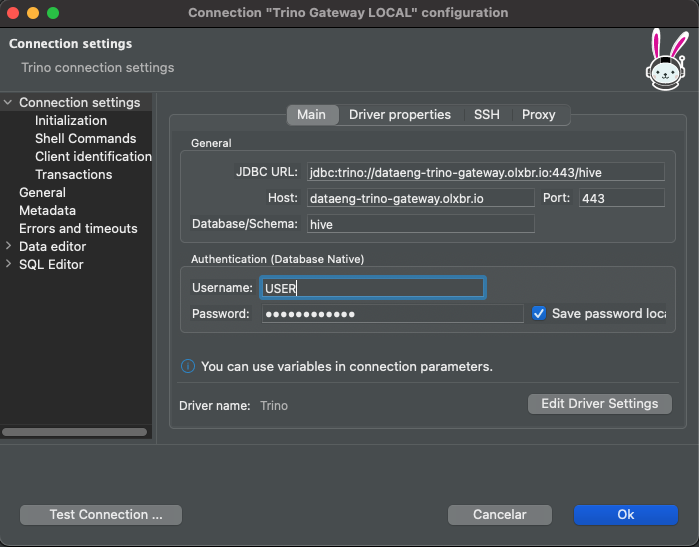 Connection "Trino Gateway LOCAL" configuration
Connection settings
Trino connection settings
Connection settings
Initialization
Shell Commands
Client identification
Transactions
General
Metadata
Errors and timeouts
Data editor
SQL Editor
Main Driver properties SSH Proxy
General
JDBC URL: jdbc:trino://dataeng-trino-gateway.olxbr.io:443/hive
Host: dataeng-trino-gateway.olxbr.io Port: 443
Database/Schema: hive
Authentication (Database Native)
Username: USER
Password: ●●●●●●●●●●●● Save password loca
You can use variables in connection parameters.
Driver name: Trino Edit Driver Settings
Test Connection ... Cancelar Ok